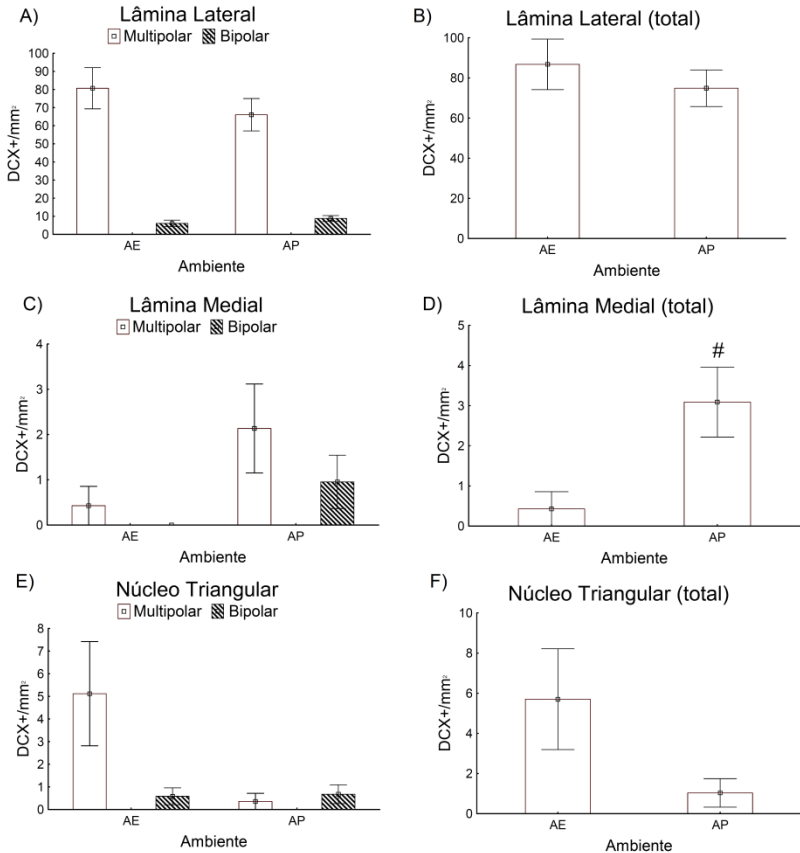 A) Lâmina Lateral
Multipolar Bipolar
100
90
80
70
60
50
40
30
20
10
0
DCX+/mm²
AE AP
Ambiente
B) Lâmina Lateral (total)
100
80
60
40
20
0
DCX+/mm²
AE AP
Ambiente
C) Lâmina Medial
Multipolar Bipolar
4
3
2
1
0
DCX+/mm²
AE AP
Ambiente
D) Lâmina Medial (total)
5
4
3
2
1
0
DCX+/mm²
#
AE AP
Ambiente
E) Núcleo Triangular
Multipolar Bipolar
8
7
6
5
4
3
2
1
0
DCX+/mm²
AE AP
Ambiente
F) Núcleo Triangular (total)
10
8
6
4
2
0
DCX+/mm²
AE AP
Ambiente